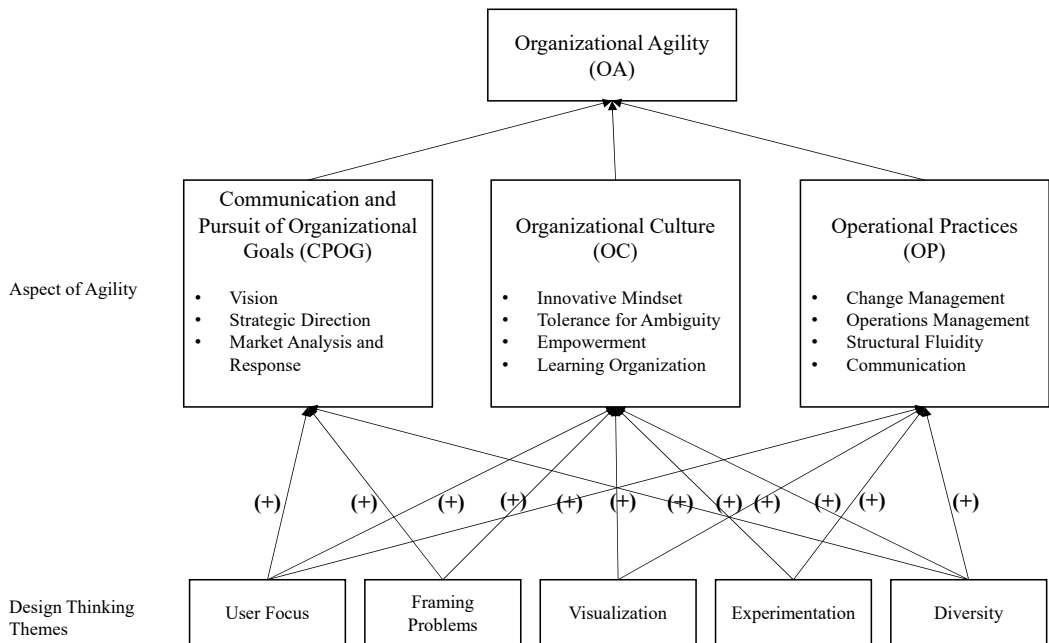 Organizational Agility
(OA)
Communication and
Pursuit of Organizational
Goals (CPOG)
• Vision
• Strategic Direction
• Market Analysis and
Response
Organizational Culture
(OC)
• Innovative Mindset
• Tolerance for Ambiguity
• Empowerment
• Learning Organization
Operational Practices
(OP)
• Change Management
• Operations Management
• Structural Fluidity
• Communication
Aspect of Agility
(+) (+) (+) (+) (+) (+) (+) (+) (+) (+) (+) (+)
Design Thinking
Themes
User Focus
Framing
Problems
Visualization
Experimentation
Diversity